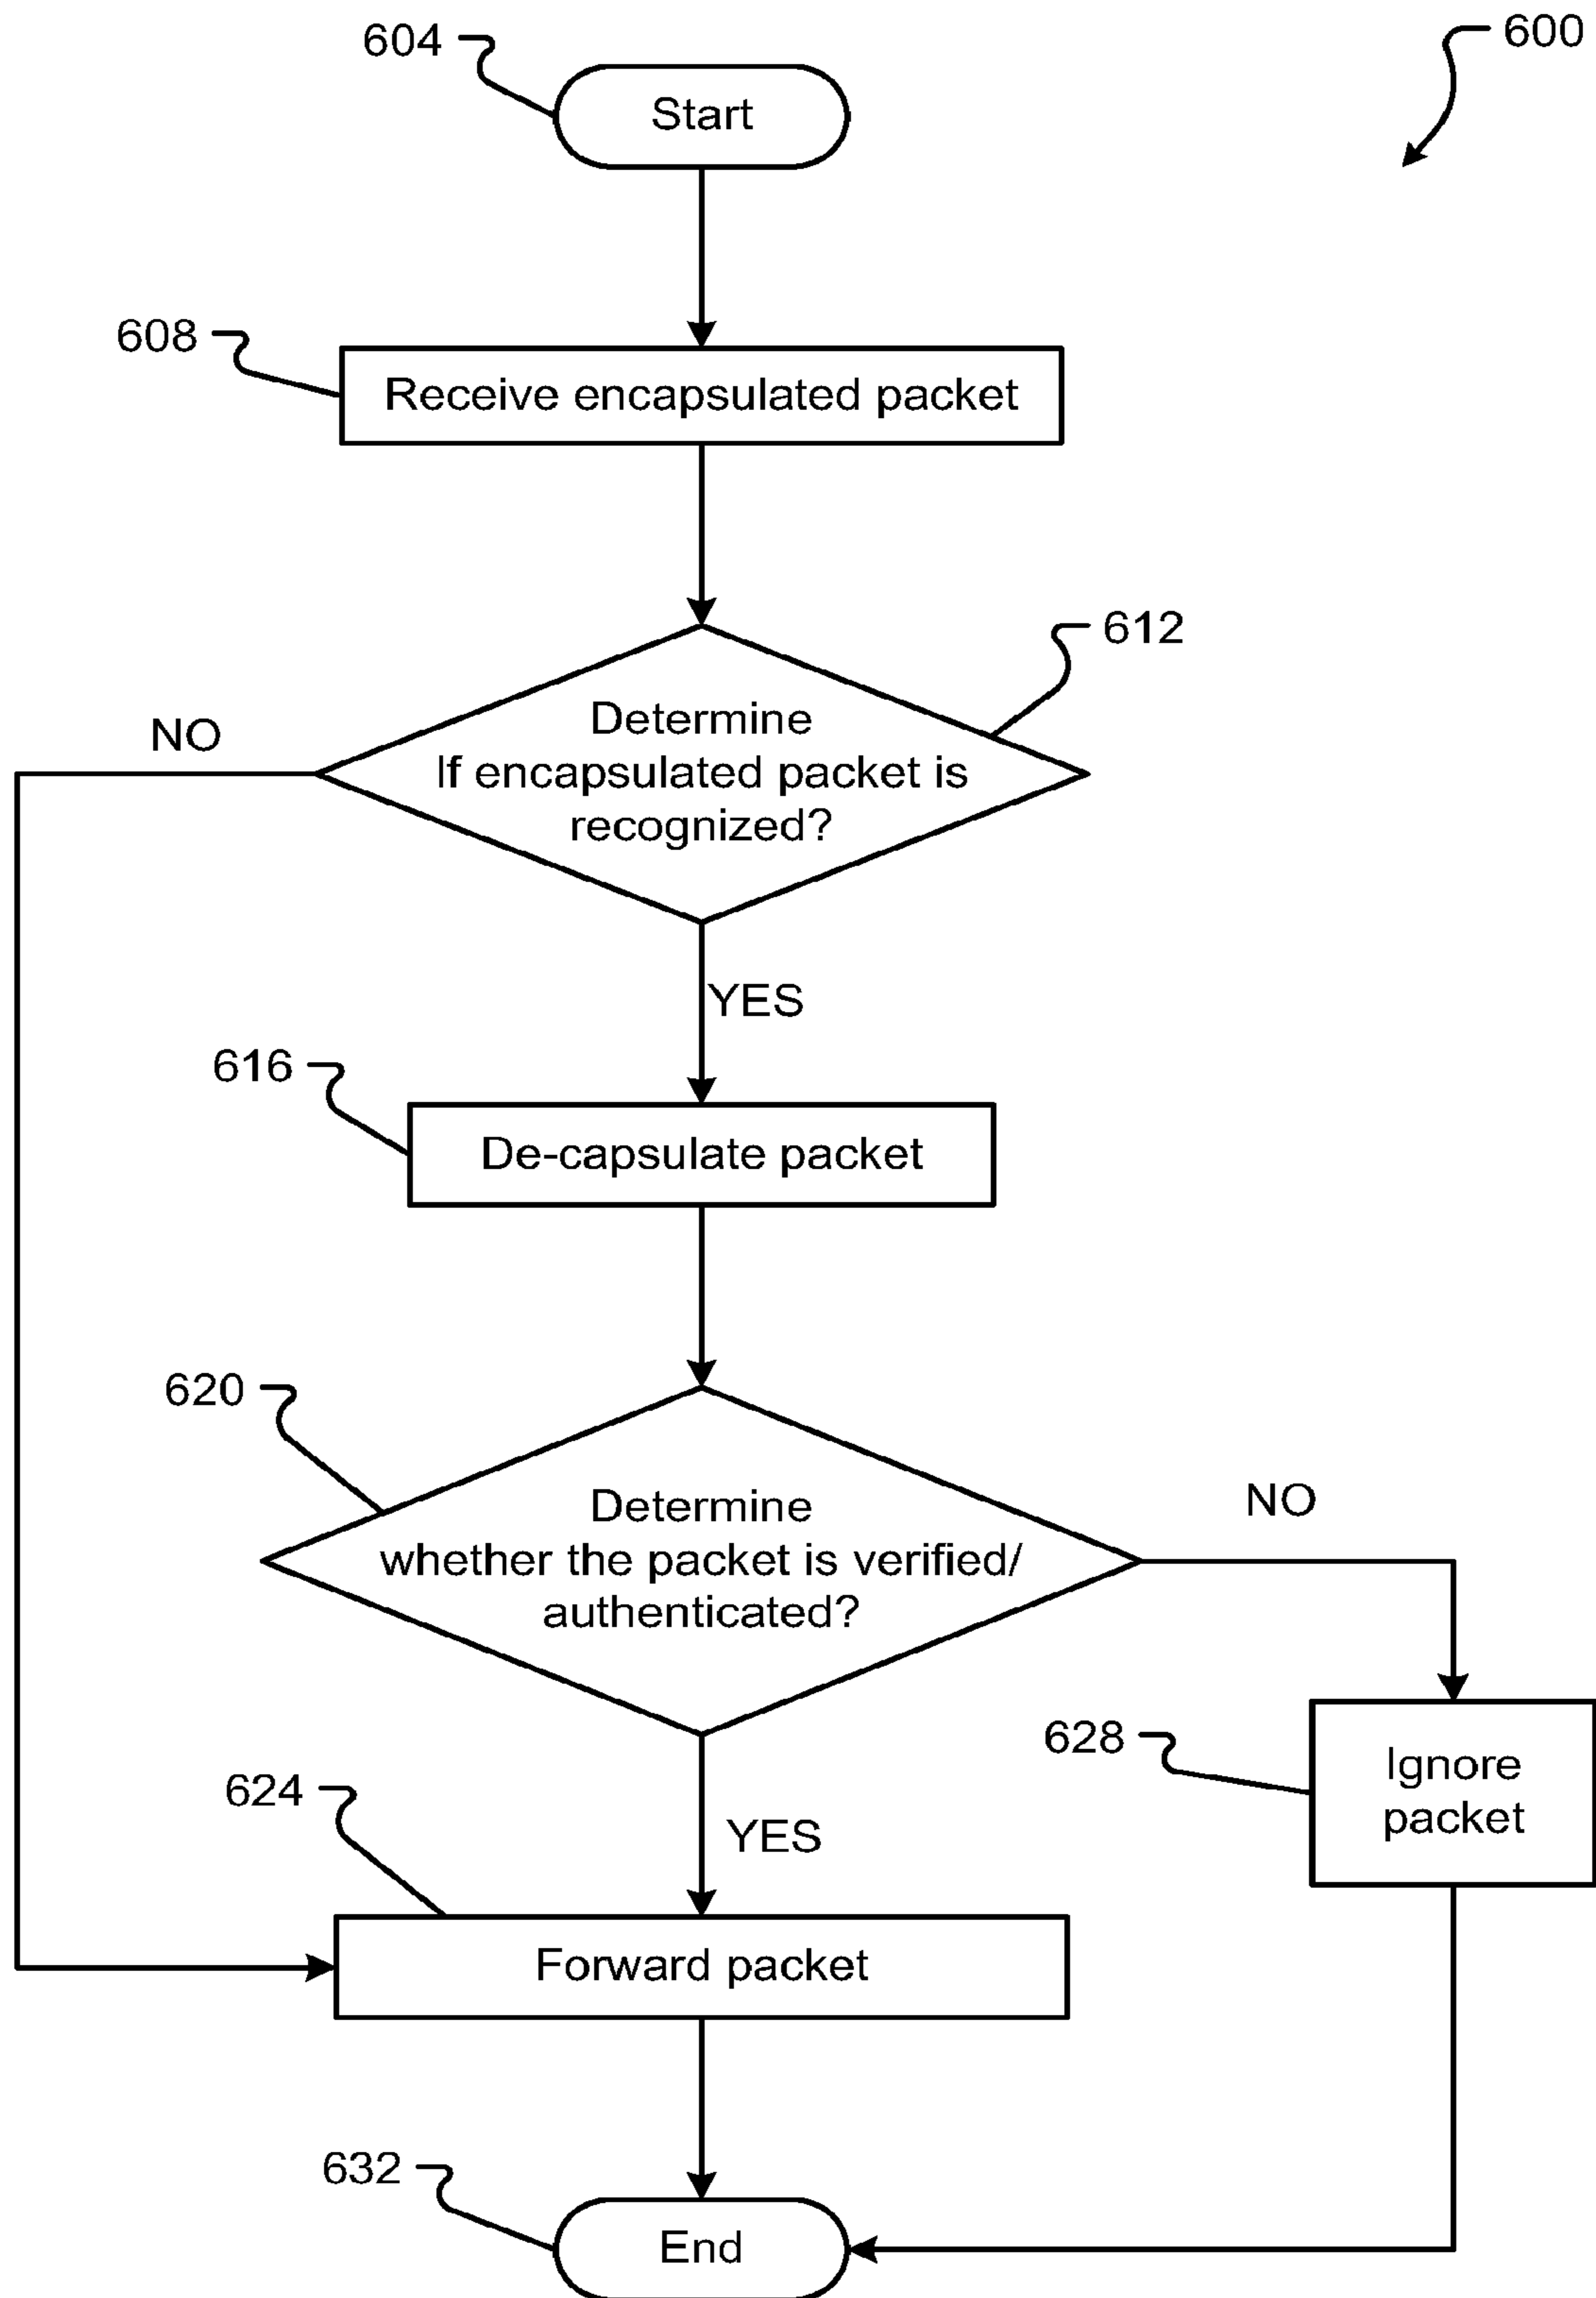 600
604
Start
608
Receive encapsulated packet
612
Determine
If encapsulated packet is
recognized?
NO
YES
616
De-capsulate packet
620
Determine
whether the packet is verified/
authenticated?
NO
628
Ignore
packet
YES
624
Forward packet
632
End